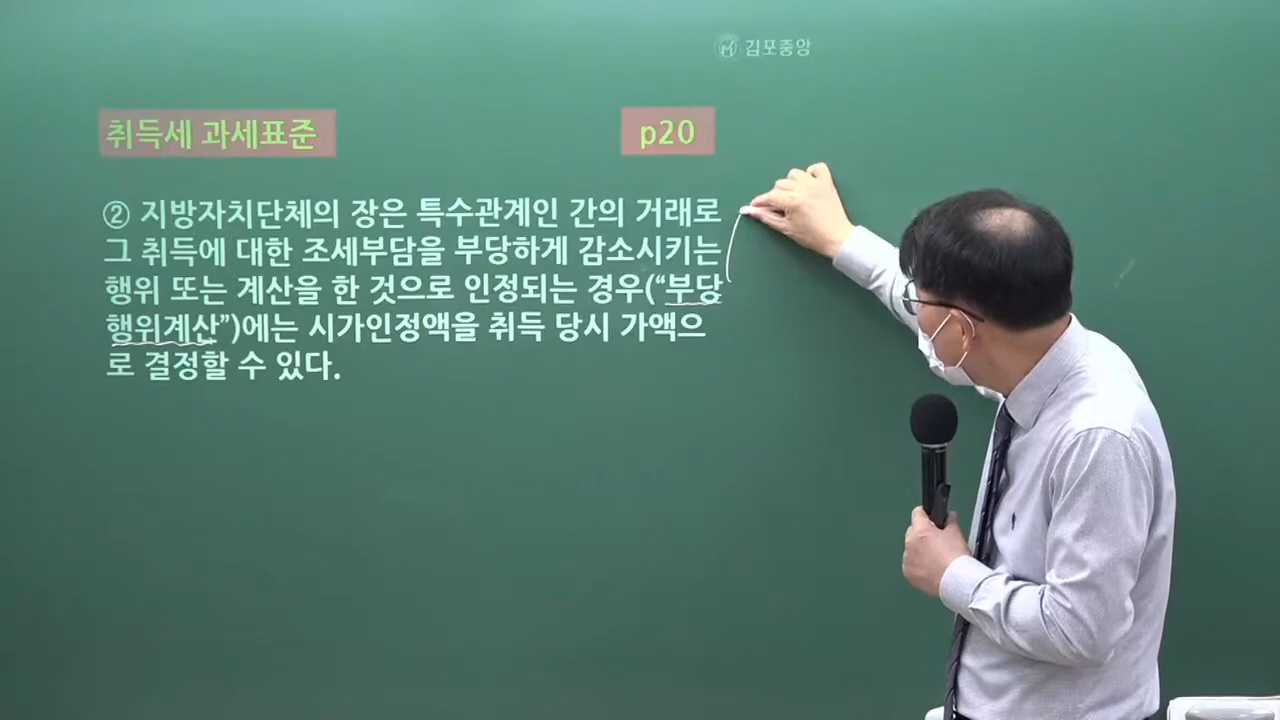 김포중앙
취득세 과세표준
p20
② 지방자치단체의 장은 특수관계인 간의 거래로
그 취득에 대한 조세부담을 부당하게 감소시키는
행위 또는 계산을 한 것으로 인정되는 경우(“부당
행위계산”)에는 시가인정액을 취득 당시 가액으
로 결정할 수 있다.